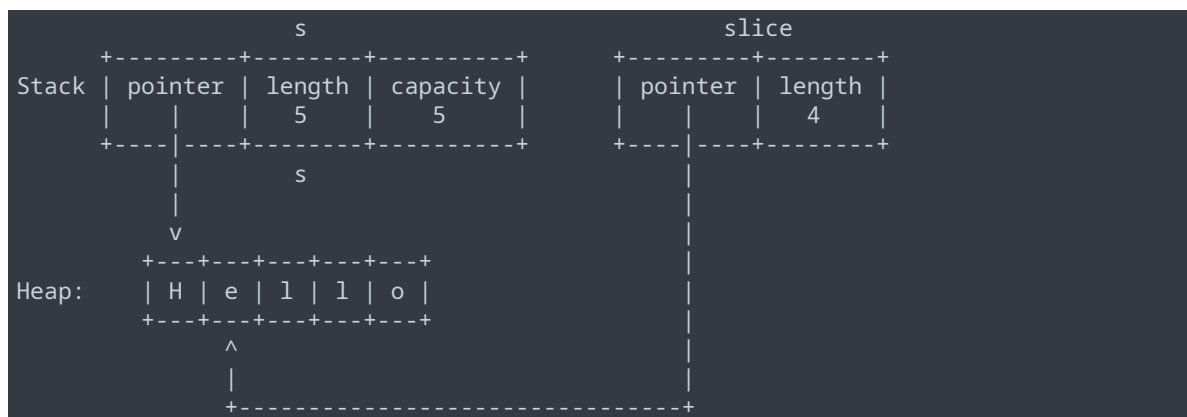 s                              slice
      +---------+--------+----------+      +---------+--------+
Stack | pointer | length | capacity |      | pointer | length |
      |    |    |   5    |    5     |      |    |    |   4    |
      +----|----+--------+----------+      +----|----+--------+
           |        s                           |
           |                                    |
           v                                    |
         +---+---+---+---+---+                  |
Heap:    | H | e | l | l | o |                  |
         +---+---+---+---+---+                  |
               ^                                |
               |                                |
               +--------------------------------+